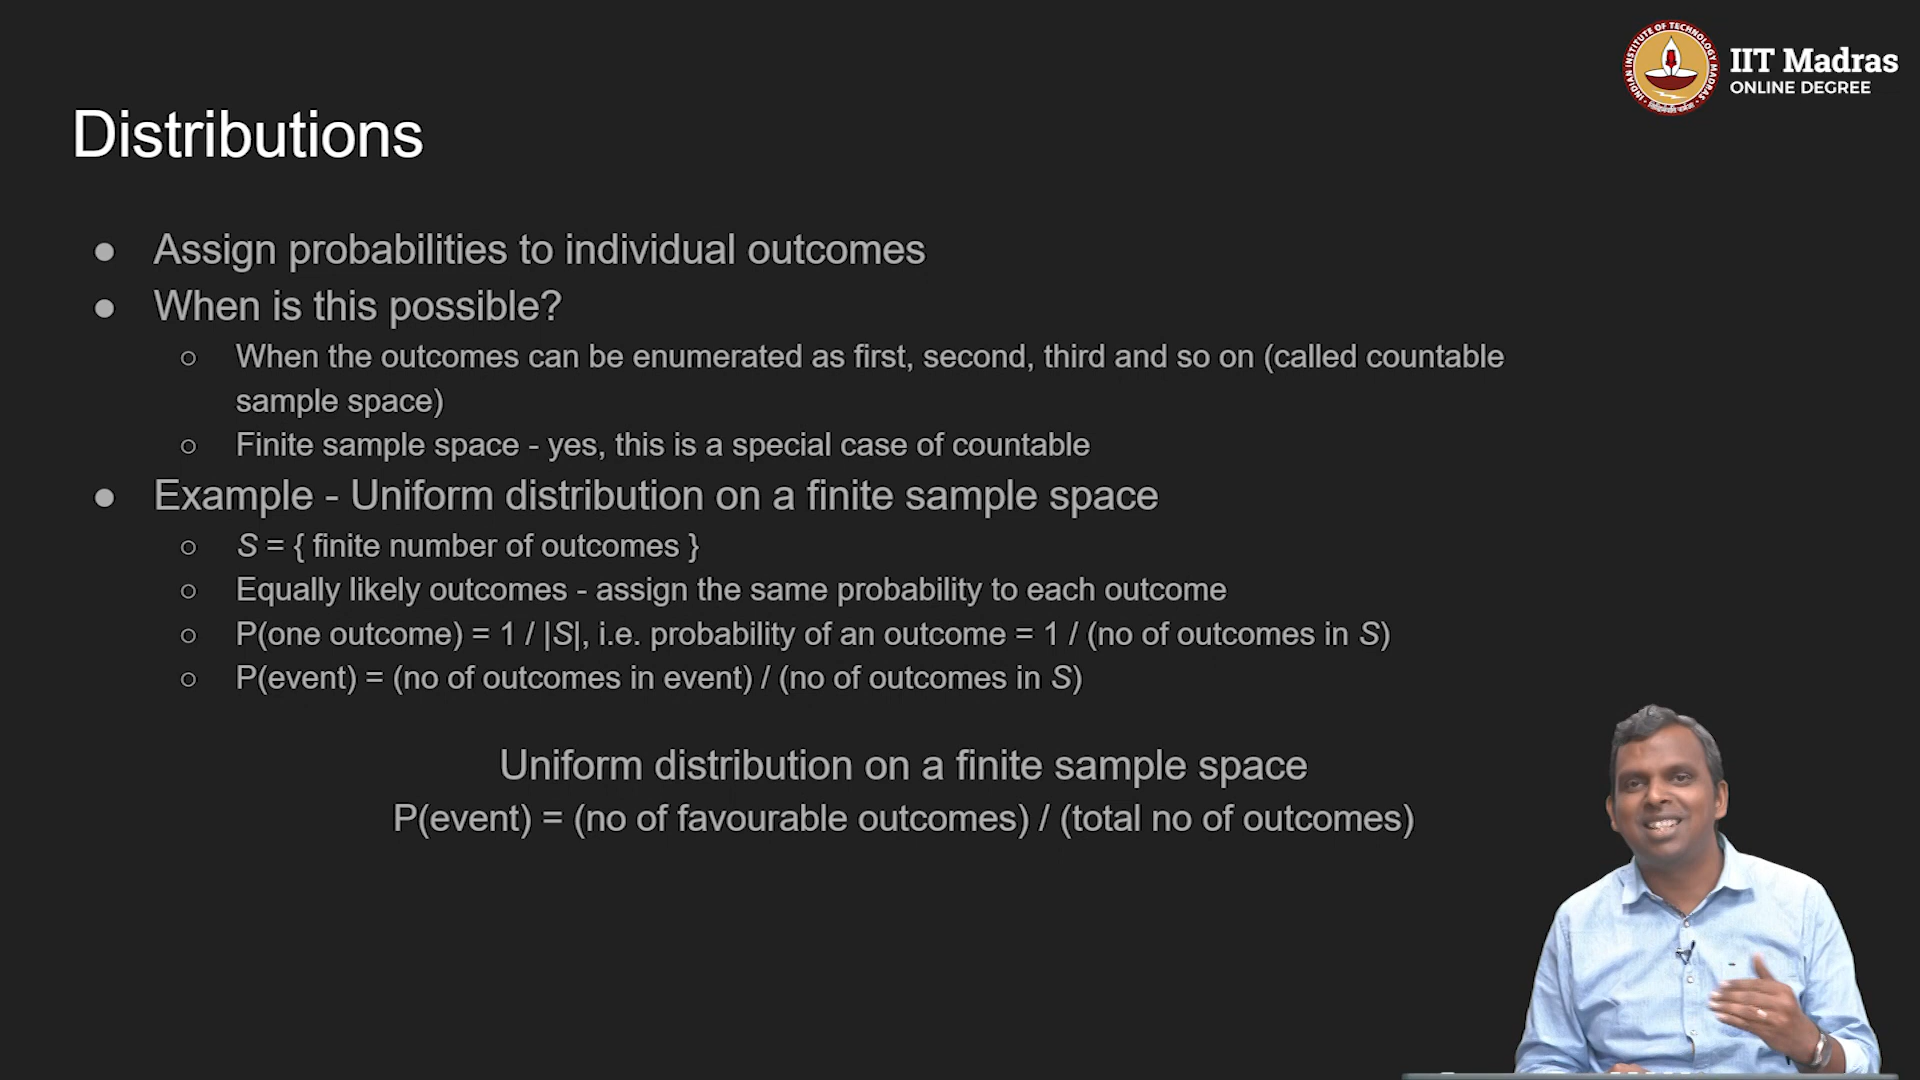 INDIAN INSTITUTE OF TECHNOLOGY MADRAS
IIT Madras
ONLINE DEGREE
Distributions
● Assign probabilities to individual outcomes
● When is this possible?
○ When the outcomes can be enumerated as first, second, third and so on (called countable
sample space)
○ Finite sample space - yes, this is a special case of countable
● Example - Uniform distribution on a finite sample space
○ S = { finite number of outcomes }
○ Equally likely outcomes - assign the same probability to each outcome
○ P(one outcome) = 1 / |S|, i.e. probability of an outcome = 1 / (no of outcomes in S)
○ P(event) = (no of outcomes in event) / (no of outcomes in S)
Uniform distribution on a finite sample space
P(event) = (no of favourable outcomes) / (total no of outcomes)